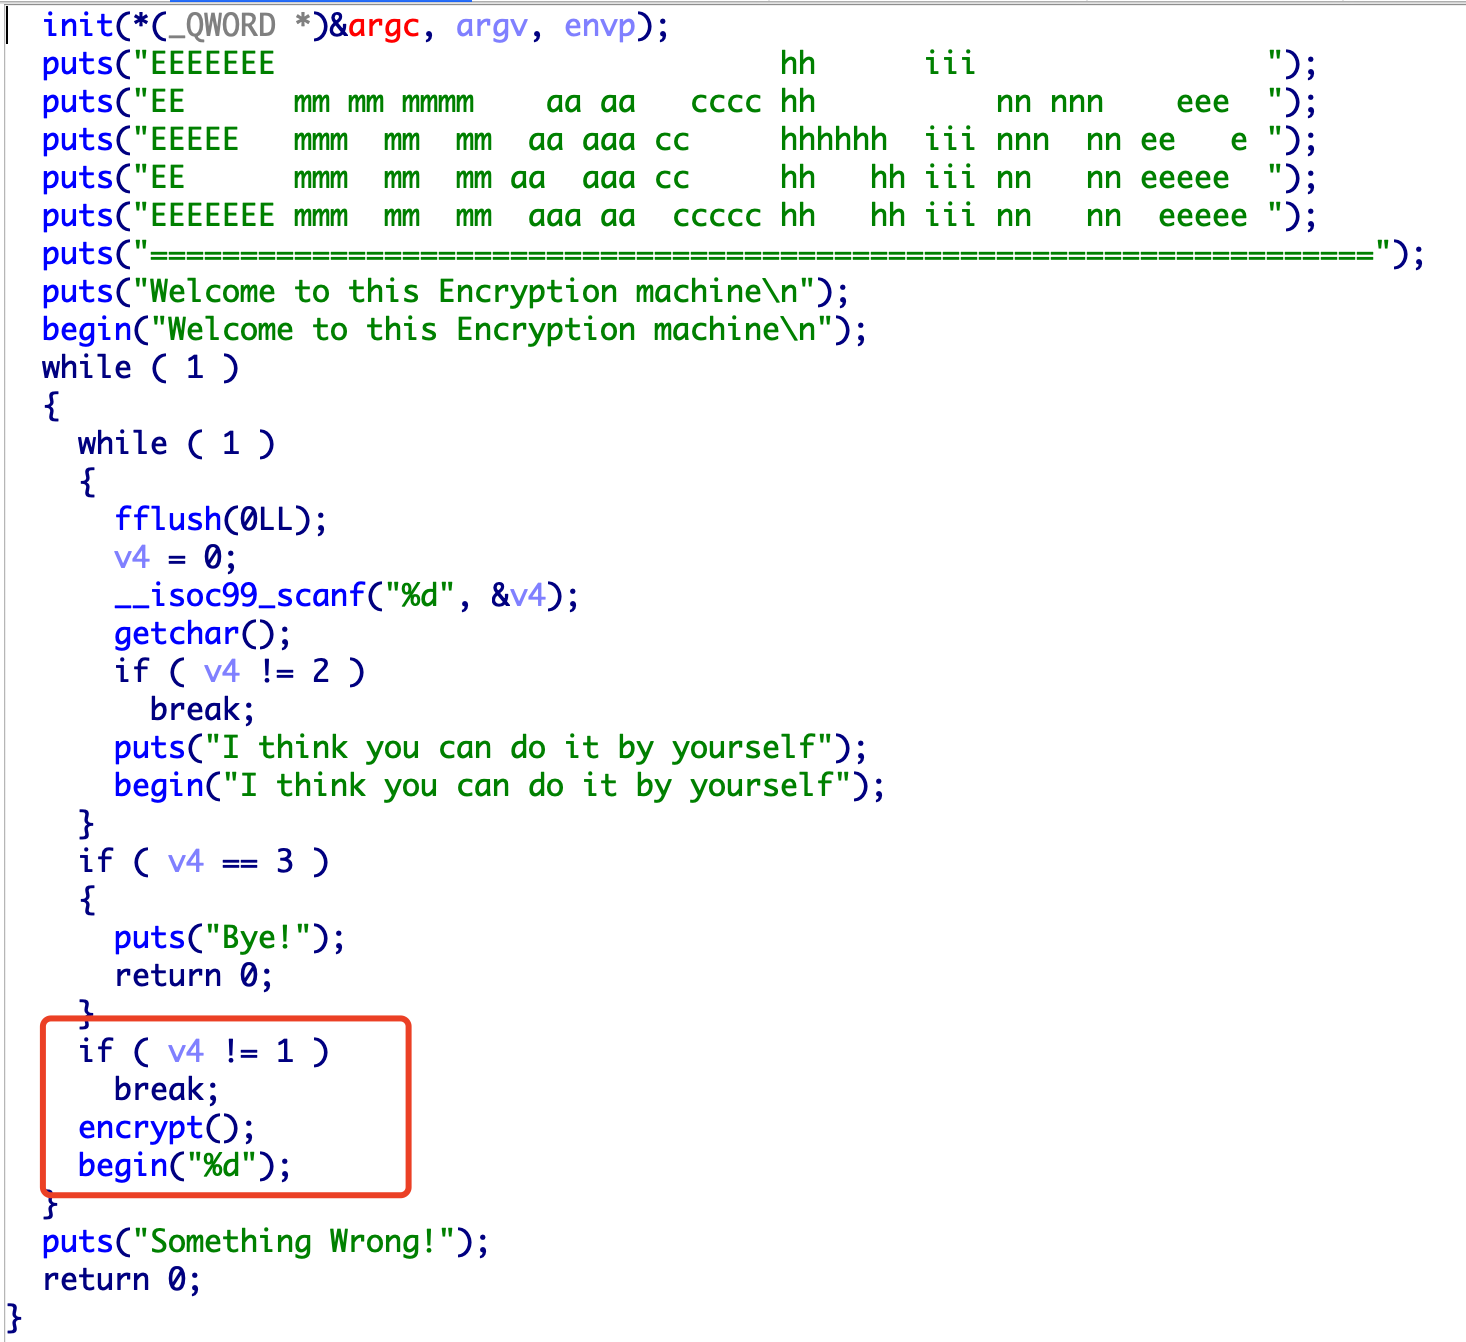 init(*(_QWORD *)&argc, argv, envp);
puts("EEEEEEE                            hh      iii                ");
puts("EE      mm mm mmmm    aa aa   cccc hh          nn nnn    eee  ");
puts("EEEEE   mmm  mm  mm  aa aaa cc     hhhhhh  iii nnn  nn ee   e ");
puts("EE      mmm  mm  mm aa  aaa cc     hh   hh iii nn   nn eeeee  ");
puts("EEEEEEE mmm  mm  mm  aaa aa  ccccc hh   hh iii nn   nn  eeeee ");
puts("====================================================================");
puts("Welcome to this Encryption machine\n");
begin("Welcome to this Encryption machine\n");
while ( 1 )
{
while ( 1 )
{
fflush(0LL);
v4 = 0;
__isoc99_scanf("%d", &v4);
getchar();
if ( v4 != 2 )
break;
puts("I think you can do it by yourself");
begin("I think you can do it by yourself");
}
if ( v4 == 3 )
{
puts("Bye!");
return 0;
}
if ( v4 != 1 )
break;
encrypt();
begin("%d");
}
puts("Something Wrong!");
return 0;
}